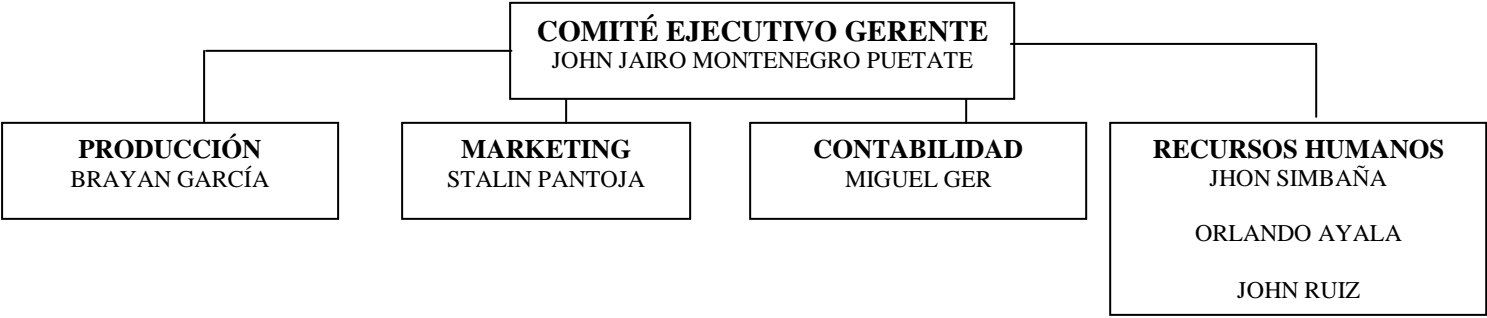 COMITÉ EJECUTIVO GERENTE
JOHN JAIRO MONTENEGRO PUETATE
PRODUCCIÓN
BRAYAN GARCÍA
MARKETING
STALIN PANTOJA
CONTABILIDAD
MIGUEL GER
RECURSOS HUMANOS
JHON SIMBAÑA
ORLANDO AYALA
JOHN RUIZ